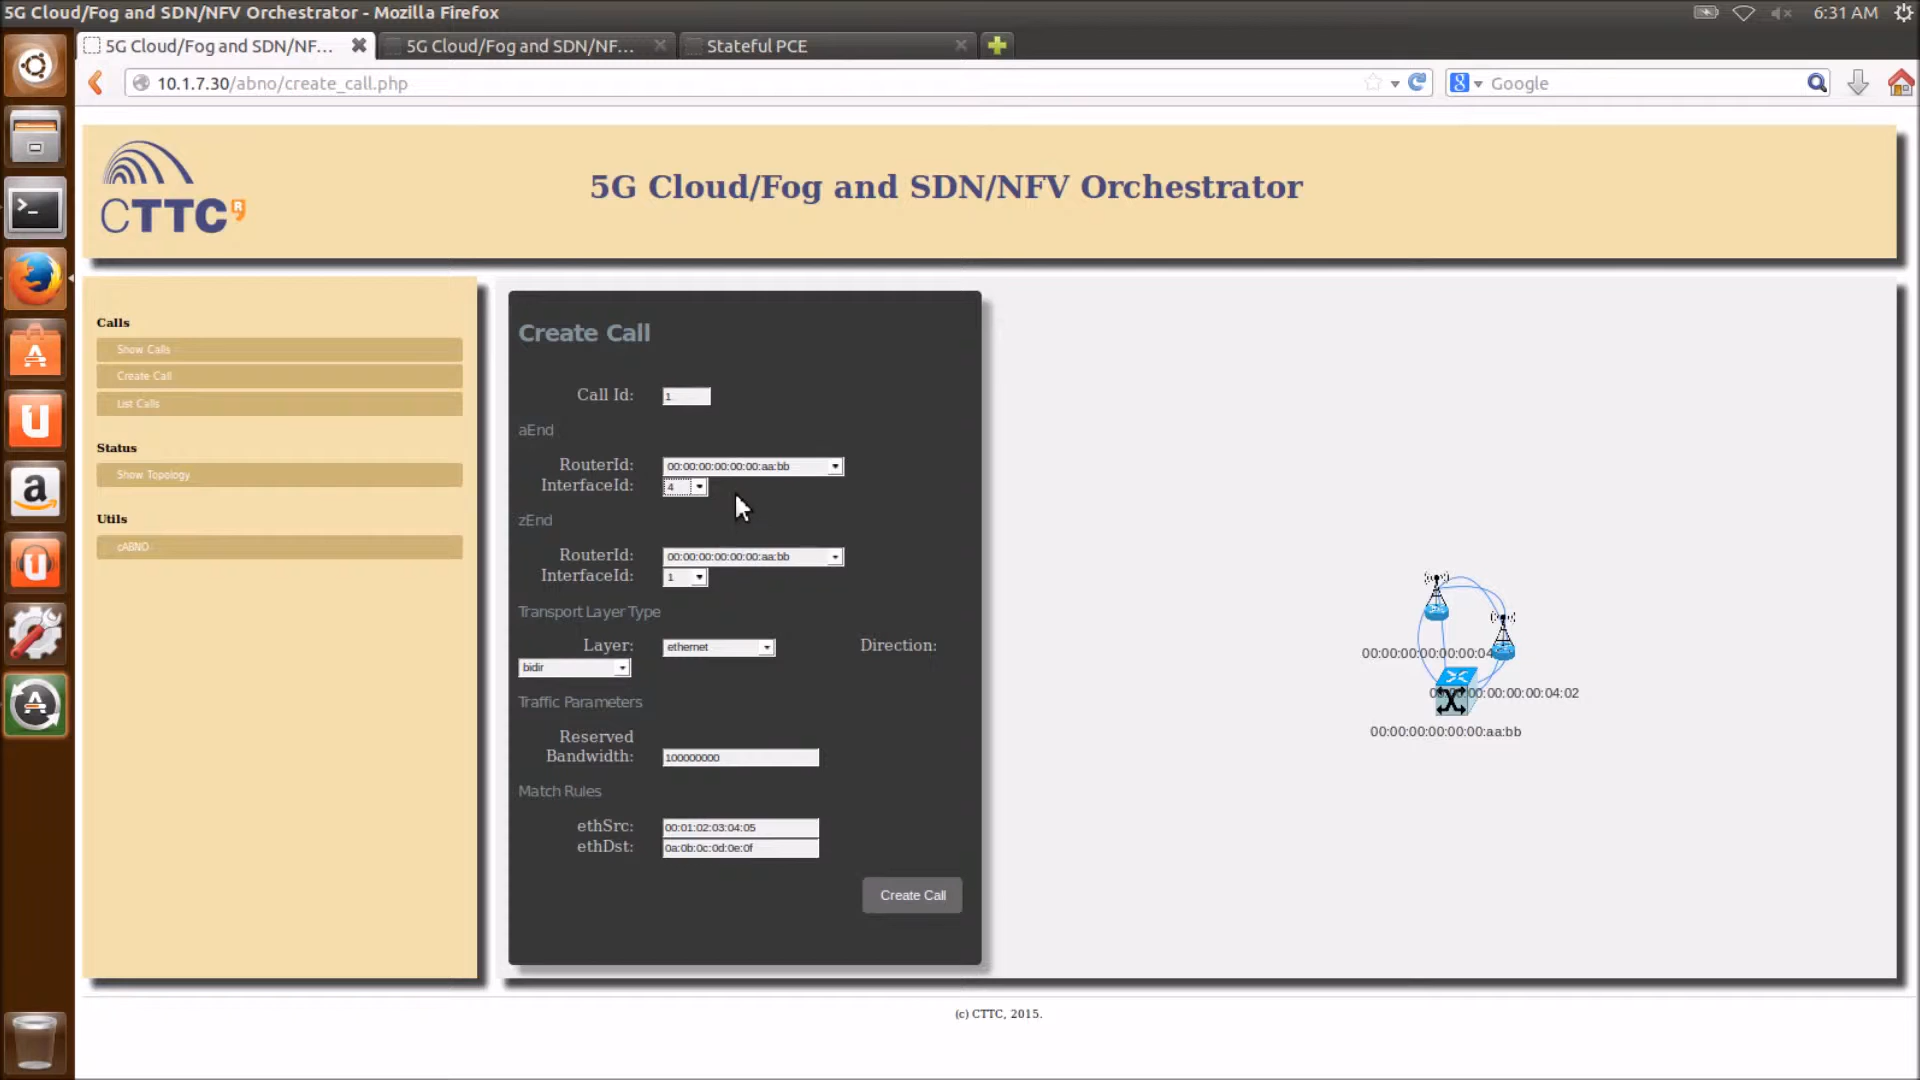 5G Cloud/Fog and SDN/NFV Orchestrator - Mozilla Firefox
6:31 AM
5G Cloud/Fog and SDN/NF...
5G Cloud/Fog and SDN/NF...
Stateful PCE
10.1.7.30/abno/create_call.php
Google
CTTC
5G Cloud/Fog and SDN/NFV Orchestrator
Calls
Show Calls
Create Call
List Calls
Status
Show Topology
Utils
cABNO
Create Call
Call Id: 1
aEnd
RouterId: 00:00:00:00:00:00:aa:bb
InterfaceId: 4
zEnd
RouterId: 00:00:00:00:00:00:aa:bb
InterfaceId: 1
Transport Layer Type
Layer: ethernet Direction:
bidir
Traffic Parameters
Reserved
Bandwidth: 100000000
Match Rules
ethSrc: 00:01:02:03:04:05
ethDst: 0a:0b:0c:0d:0e:0f
Create Call
00:00:00:00:00:00:04
:00:00:00:00:00:04:02
00:00:00:00:00:00:aa:bb
(c) CTTC, 2015.